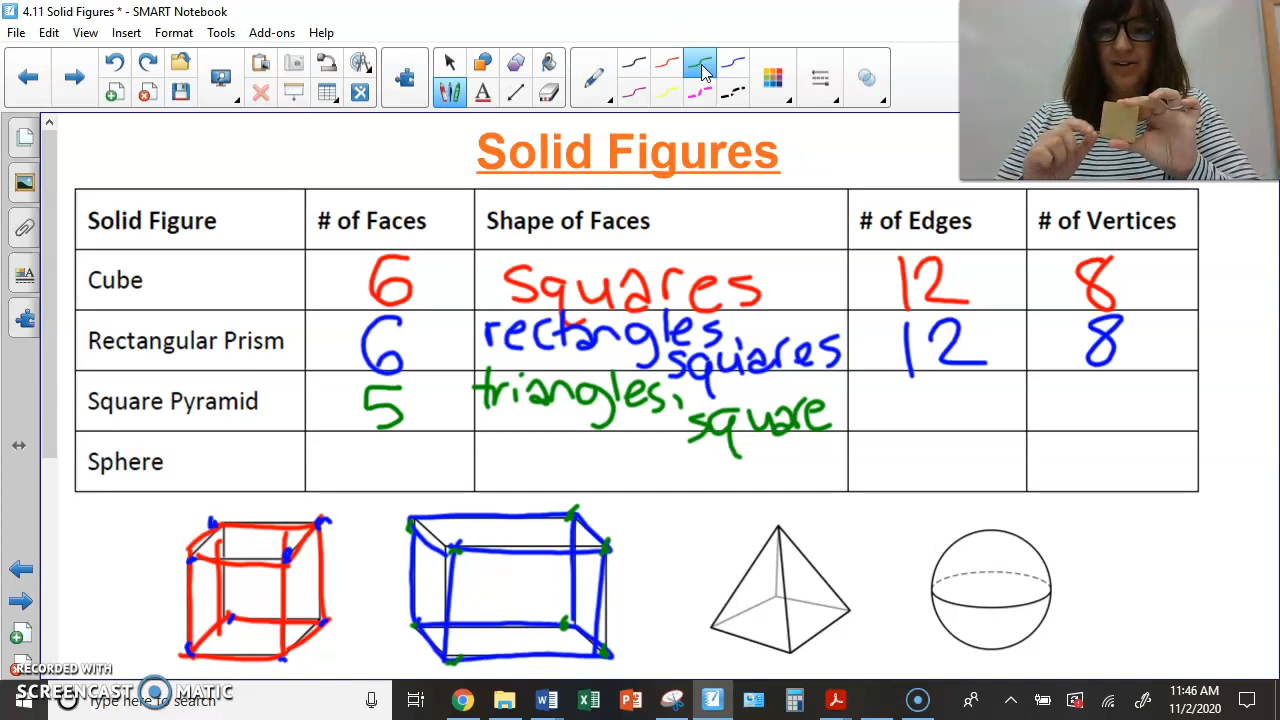 4.11 Solid Figures * - SMART Notebook
File Edit View Insert Format Tools Add-ons Help
Solid Figures
Solid Figure # of Faces Shape of Faces # of Edges # of Vertices
Cube 6 squares 12 8
Rectangular Prism 6 rectangles squares 12 8
Square Pyramid 5 triangles, square
Sphere
RECORDED WITH
SCREENCAST MATIC
Type here to search
11:46 AM
11/2/2020